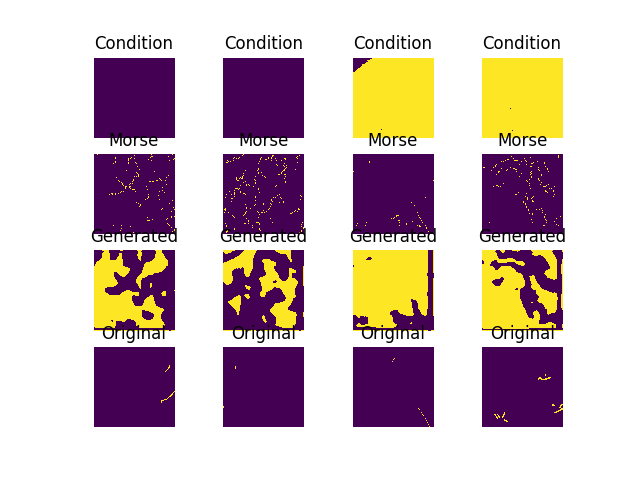 Condition Condition Condition Condition
Morse Morse Morse Morse
Generated Generated Generated Generated
Original Original Original Original